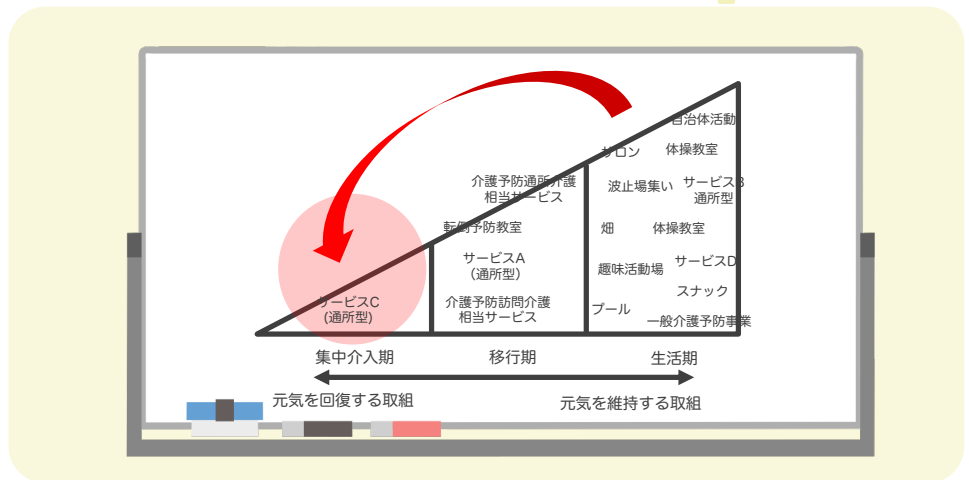 自治体活動
サロン
体操教室
介護予防通所介護
相当サービス
波止場集い
サービスB
通所型
転倒予防教室
畑
体操教室
サービスA
（通所型）
趣味活動場
サービスD
スナック
サービスC
(通所型)
介護予防訪問介護
相当サービス
プール
一般介護予防事業
集中介入期
移行期
生活期
元気を回復する取組
元気を維持する取組